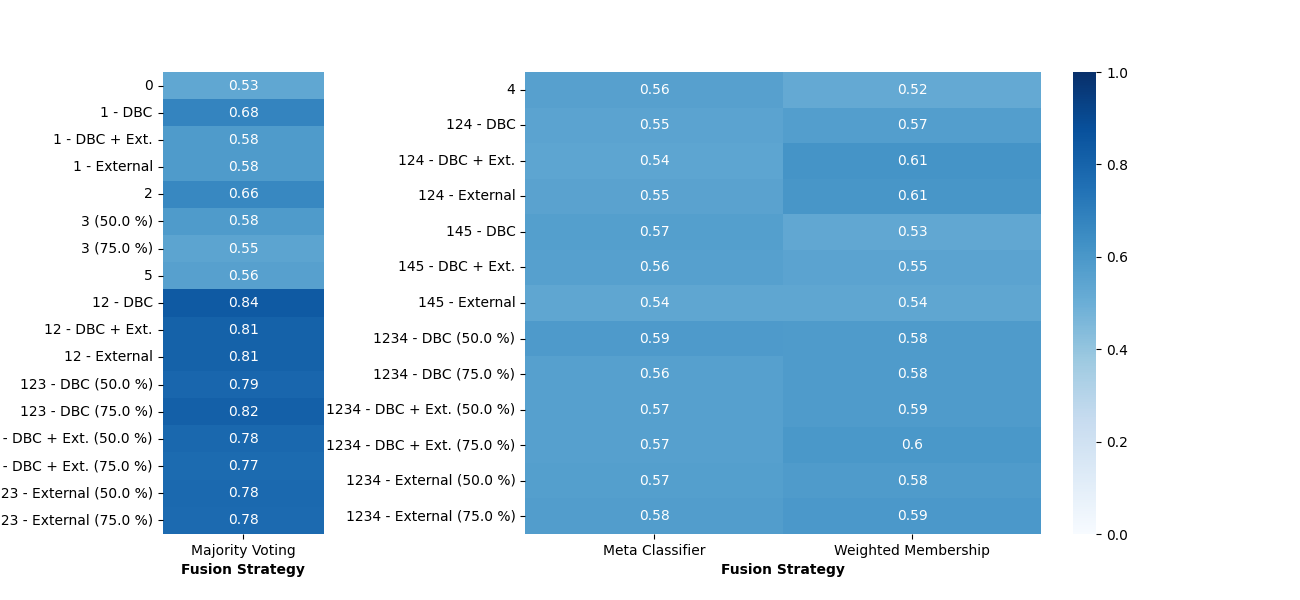 0 0.53
1 - DBC 0.68
1 - DBC + Ext. 0.58
1 - External 0.58
2 0.66
3 (50.0 %) 0.58
3 (75.0 %) 0.55
5 0.56
12 - DBC 0.84
12 - DBC + Ext. 0.81
12 - External 0.81
123 - DBC (50.0 %) 0.79
123 - DBC (75.0 %) 0.82
- DBC + Ext. (50.0 %) 0.78
- DBC + Ext. (75.0 %) 0.77
23 - External (50.0 %) 0.78
23 - External (75.0 %) 0.78
Majority Voting
Fusion Strategy
4 0.56 0.52
124 - DBC 0.55 0.57
124 - DBC + Ext. 0.54 0.61
124 - External 0.55 0.61
145 - DBC 0.57 0.53
145 - DBC + Ext. 0.56 0.55
145 - External 0.54 0.54
1234 - DBC (50.0 %) 0.59 0.58
1234 - DBC (75.0 %) 0.56 0.58
1234 - DBC + Ext. (50.0 %) 0.57 0.59
1234 - DBC + Ext. (75.0 %) 0.57 0.6
1234 - External (50.0 %) 0.57 0.58
1234 - External (75.0 %) 0.58 0.59
Meta Classifier Weighted Membership
Fusion Strategy
1.0
0.8
0.6
0.4
0.2
0.0